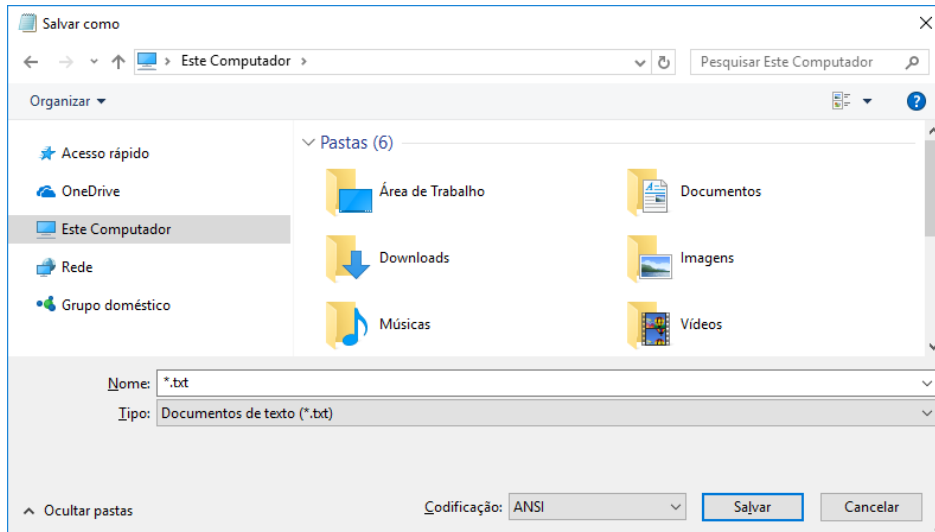 Salvar como
Este Computador
Pesquisar Este Computador
Organizar
Acesso rápido
OneDrive
Este Computador
Rede
Grupo doméstico
Pastas (6)
Área de Trabalho
Documentos
Downloads
Imagens
Músicas
Vídeos
Nome: *.txt
Tipo: Documentos de texto (*.txt)
Ocultar pastas
Codificação: ANSI
Salvar
Cancelar